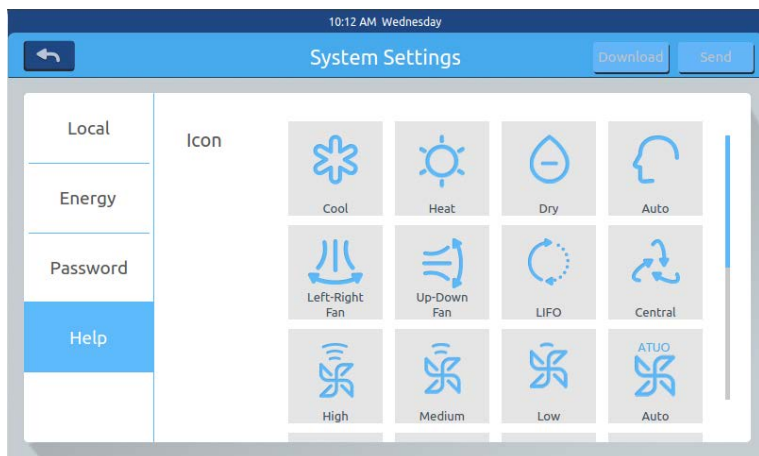 10:12 AM Wednesday
System Settings
Download
Send
Local
Energy
Password
Help
Icon
Cool
Heat
Dry
Auto
Left-Right
Fan
Up-Down
Fan
LIFO
Central
High
Medium
Low
ATUO
Auto